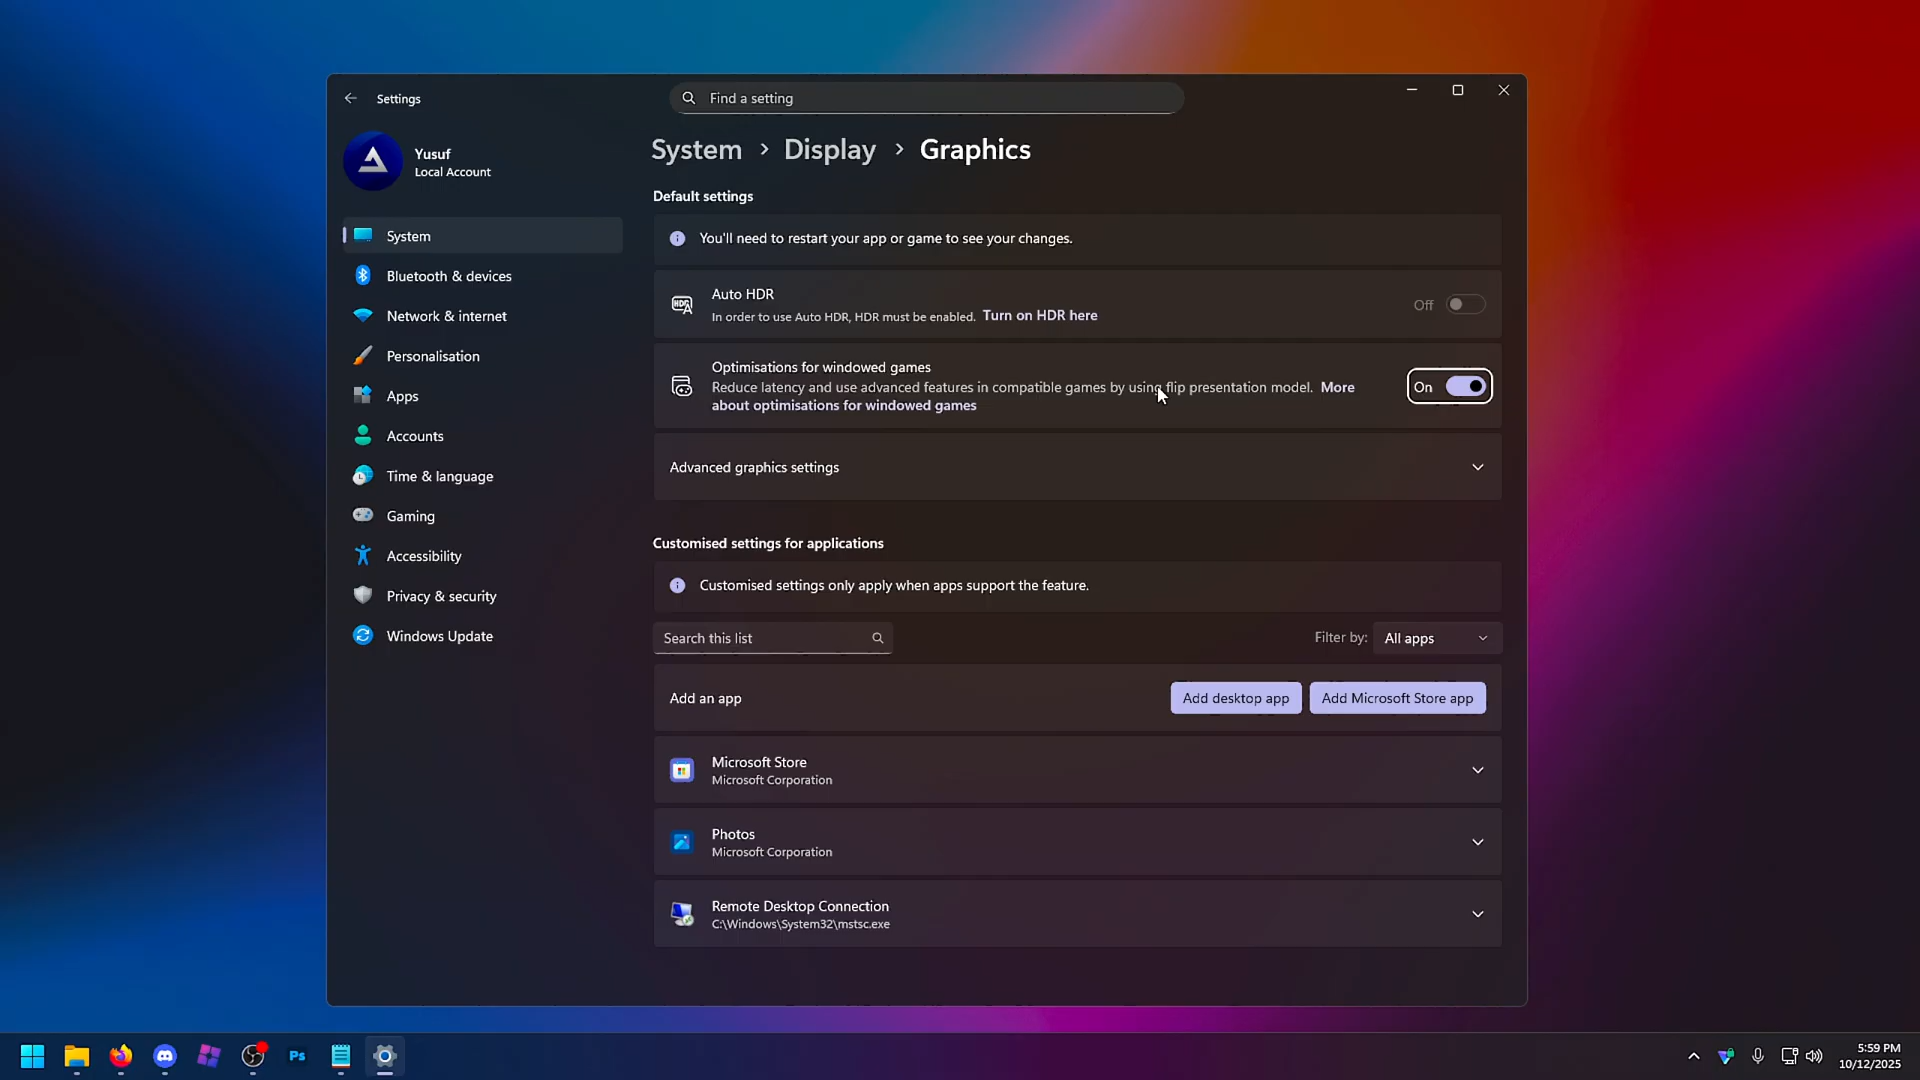 Settings
Find a setting
Yusuf
Local Account
System
Bluetooth & devices
Network & internet
Personalisation
Apps
Accounts
Time & language
Gaming
Accessibility
Privacy & security
Windows Update
System > Display > Graphics
Default settings
You'll need to restart your app or game to see your changes.
Auto HDR
In order to use Auto HDR, HDR must be enabled. Turn on HDR here
Off
Optimisations for windowed games
Reduce latency and use advanced features in compatible games by using flip presentation model. More
about optimisations for windowed games
On
Advanced graphics settings
Customised settings for applications
Customised settings only apply when apps support the feature.
Search this list
Filter by: All apps
Add an app
Add desktop app
Add Microsoft Store app
Microsoft Store
Microsoft Corporation
Photos
Microsoft Corporation
Remote Desktop Connection
C:\Windows\System32\mstsc.exe
Ps
5:59 PM
10/12/2025